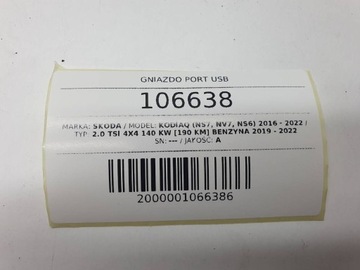 GNIAZDO PORT USB
106638
MARKA: SKODA / MODEL: KODIAQ (NS7, NV7, NS6) 2016 - 2022 /
TYP: 2.0 TSI 4X4 140 KW [190 KM] BENZYNA 2019 - 2022
SN: --- / JAKOŚĆ: A
2000001066386